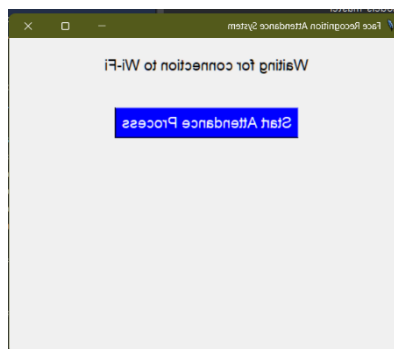 Face Recognition Attendance System
Waiting for connection to Wi-Fi
Start Attendance Process